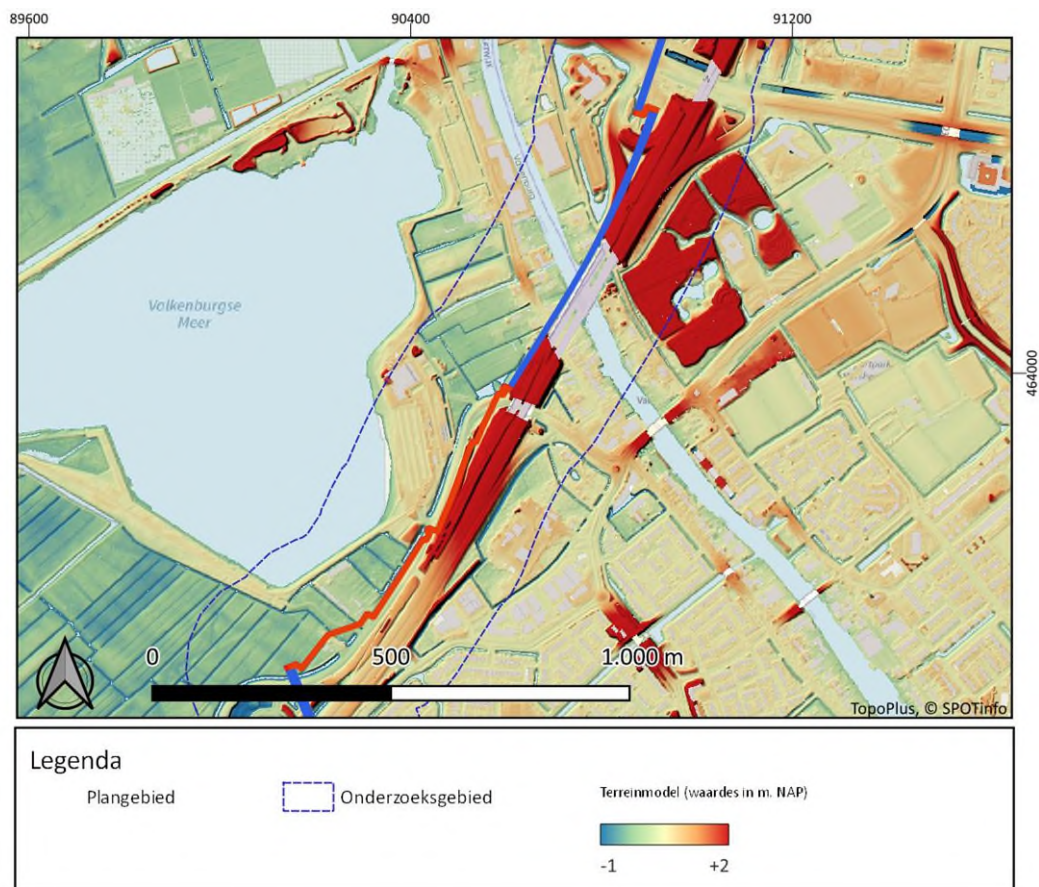 89600 90400 91200
Valkenburgse
Meer
464000
0 500 1.000 m
TopoPlus, © SPOTinfo
Legenda
Plangebied
Onderzoeksgebied
Terreinmodel (waardes in m. NAP)
-1 +2